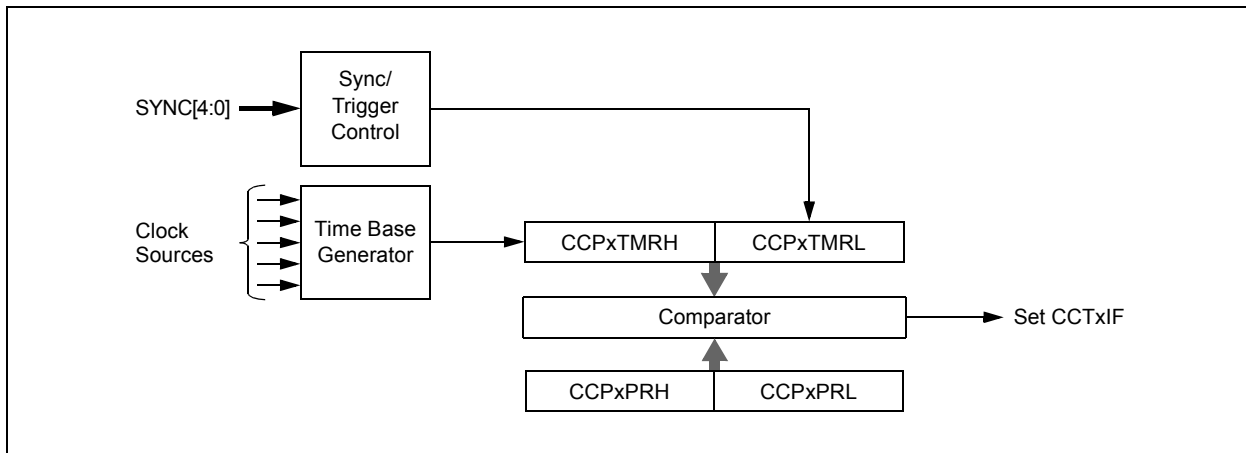 Sync/
Trigger
Control
SYNC[4:0]
Clock
Sources
Time Base
Generator
CCPxTMRH
CCPxTMRL
Comparator
Set CCTxIF
CCPxPRH
CCPxPRL